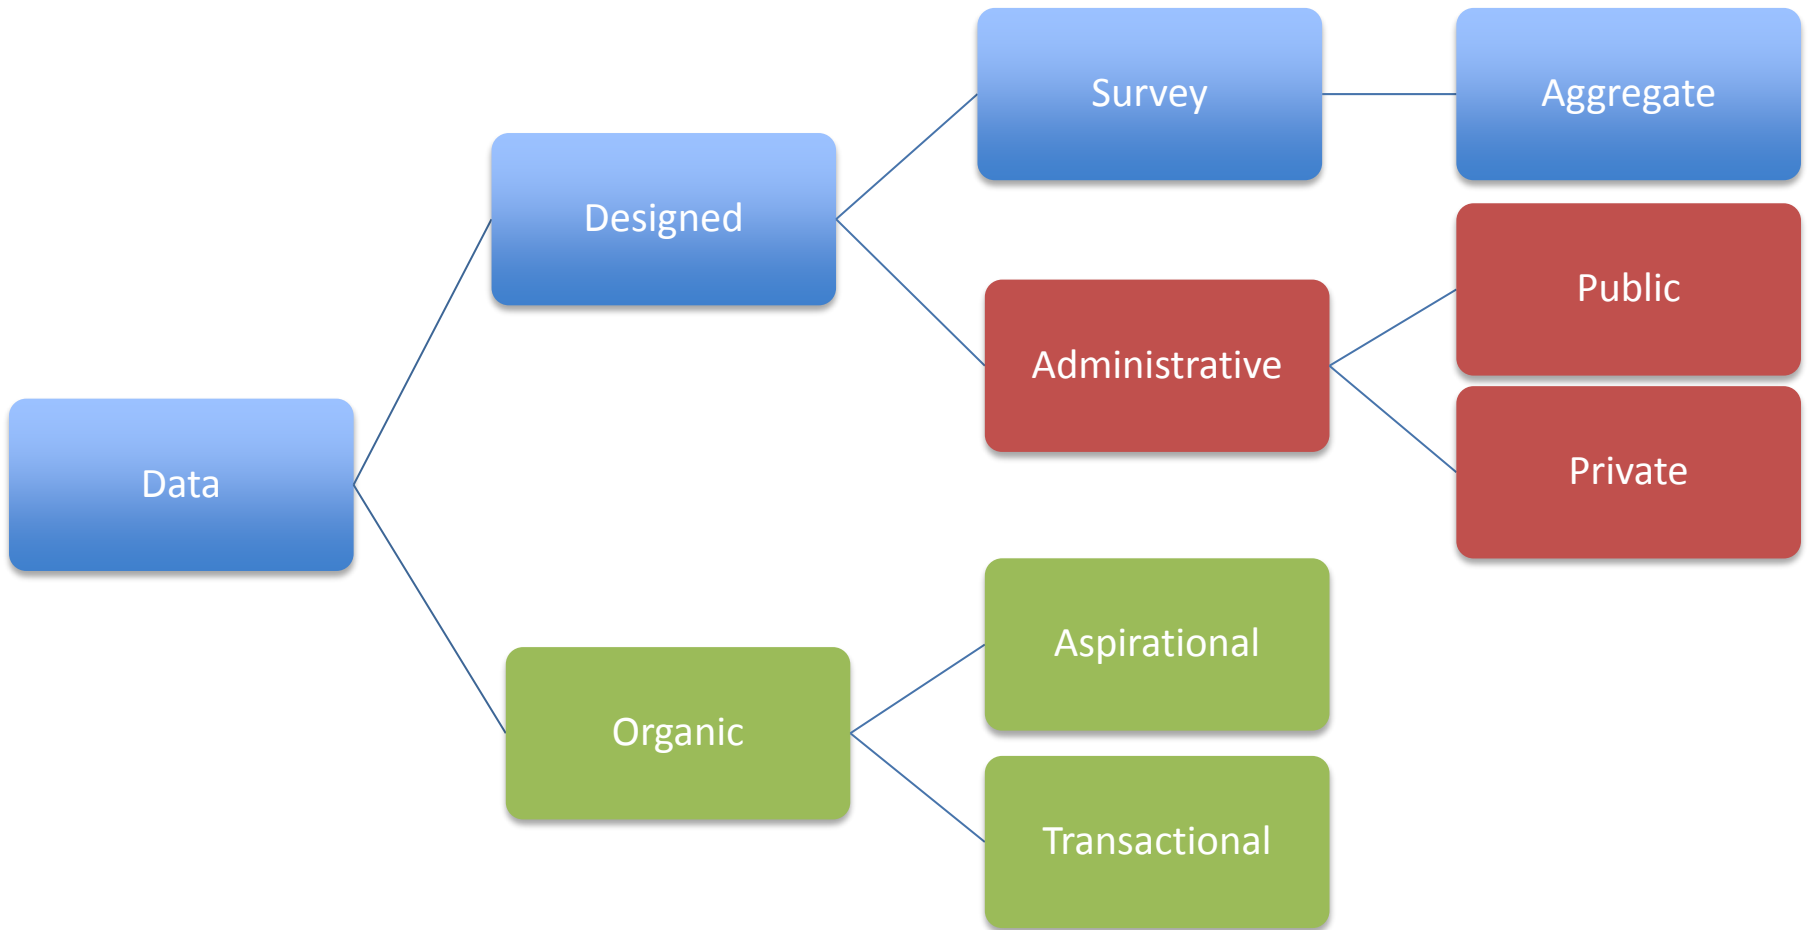 Data
Designed
Survey
Aggregate
Administrative
Public
Private
Organic
Aspirational
Transactional